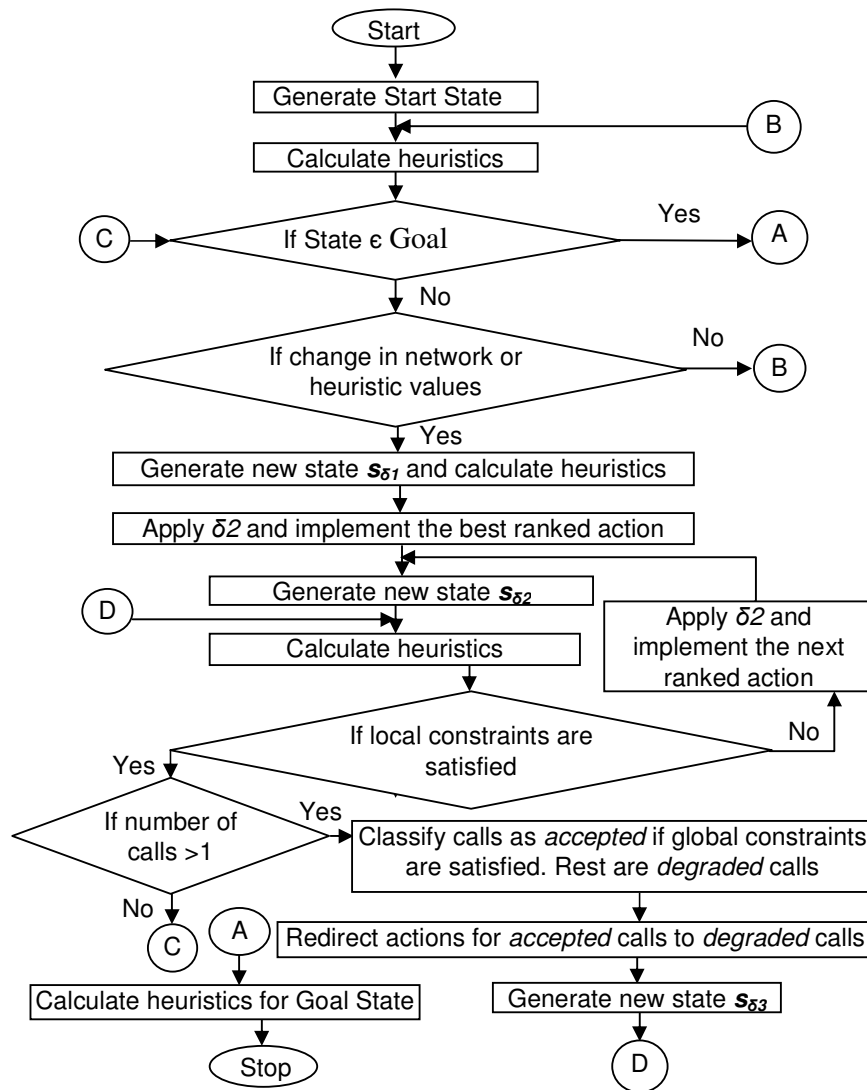 Start
Generate Start State
B
Calculate heuristics
C
If State ϵ Goal
Yes
A
No
If change in network or
heuristic values
No
B
Yes
Generate new state sδ1 and calculate heuristics
Apply δ2 and implement the best ranked action
Generate new state sδ2
D
Calculate heuristics
Apply δ2 and
implement the next
ranked action
If local constraints are
satisfied
No
Yes
If number of
calls >1
Yes
Classify calls as accepted if global constraints
are satisfied. Rest are degraded calls
No
C
A
Redirect actions for accepted calls to degraded calls
Calculate heuristics for Goal State
Generate new state sδ3
Stop
D